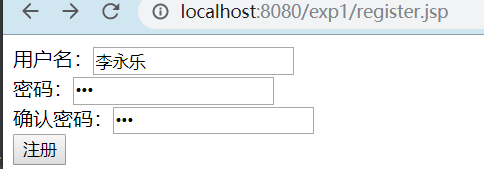 localhost:8080/exp1/register.jsp
用户名：李永乐
密码：•••
确认密码：•••
注册